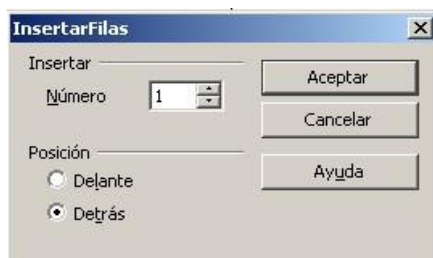 InsertarFilas
Insertar
Número 1
Aceptar
Cancelar
Posición
Delante
Detrás
Ayuda